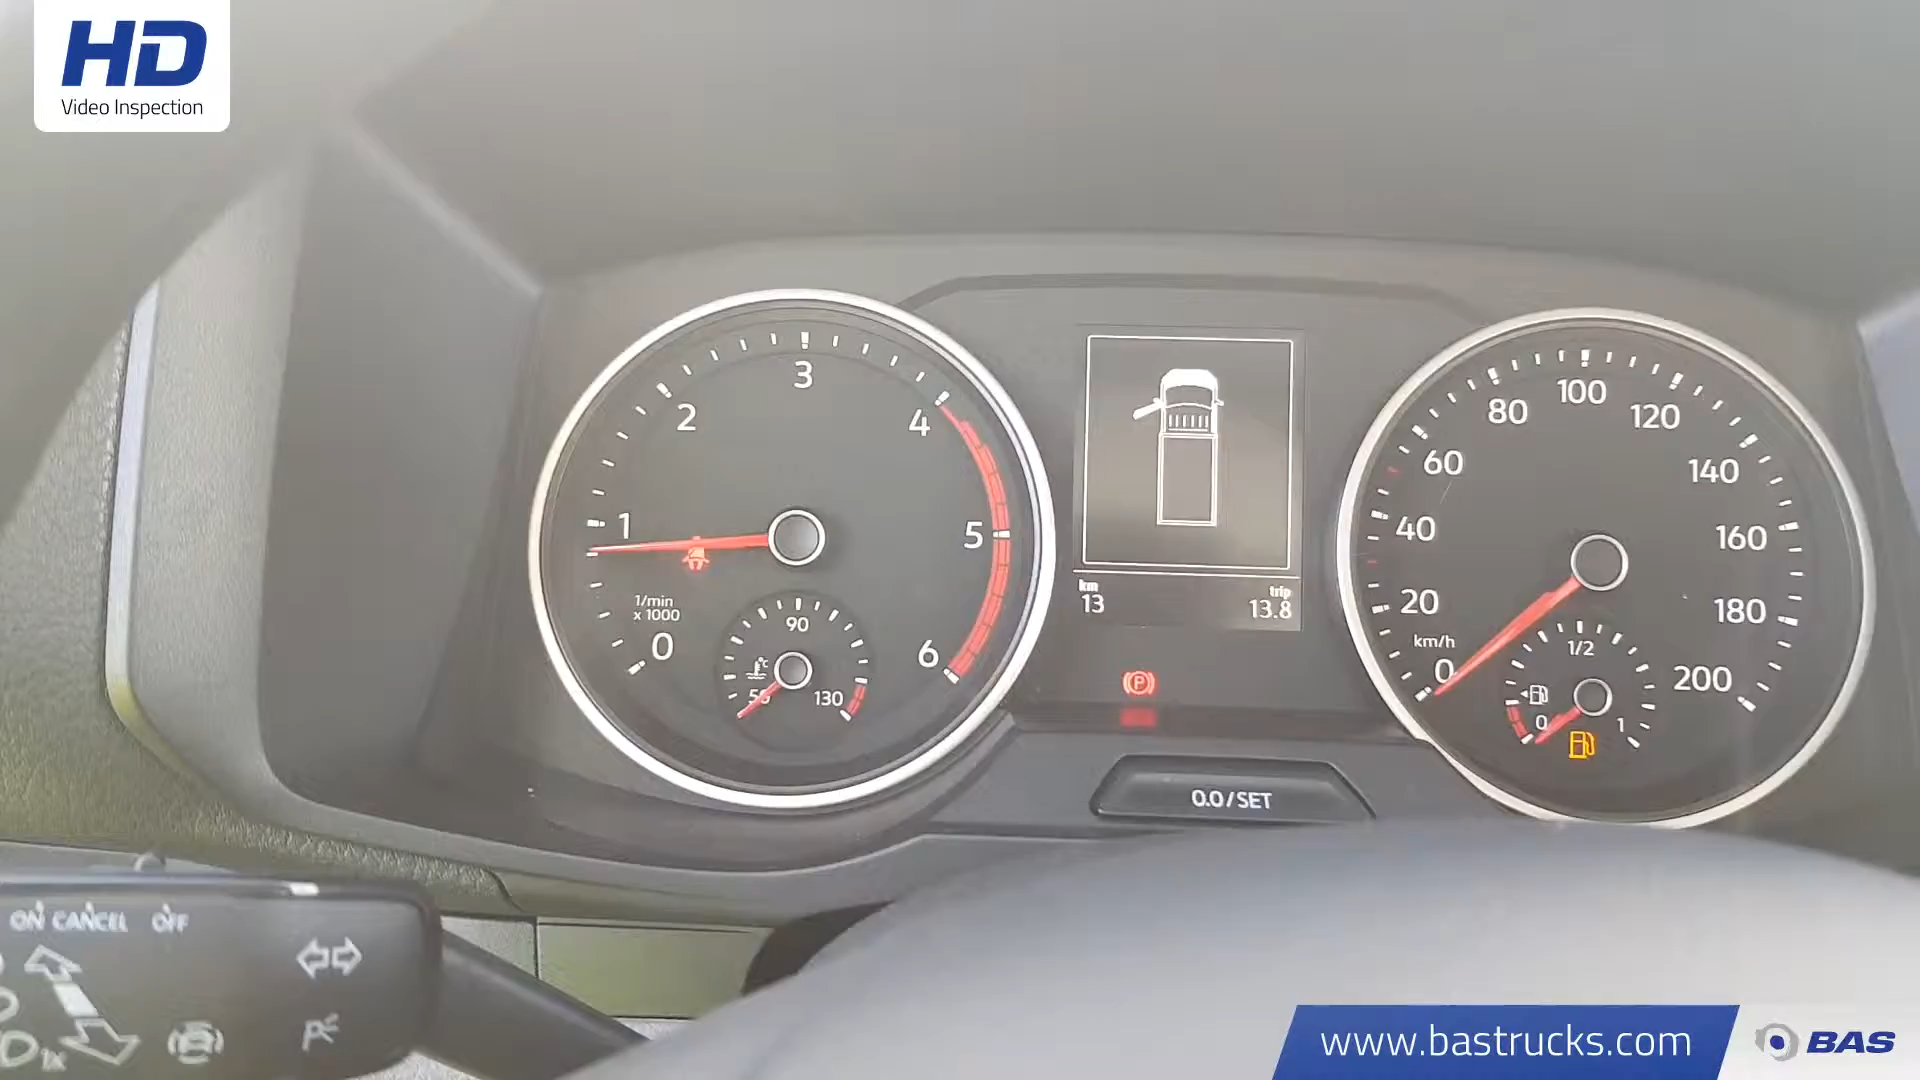 HD
Video Inspection
3
2
4
1
5
1/min
x 1000
0
6
90
°C
50
130
km
13
trip
13.8
P
0.0/SET
100
80
120
60
140
40
160
20
180
km/h
0
200
1/2
0
1
ON CANCEL OFF
1x
www.bastrucks.com
BAS